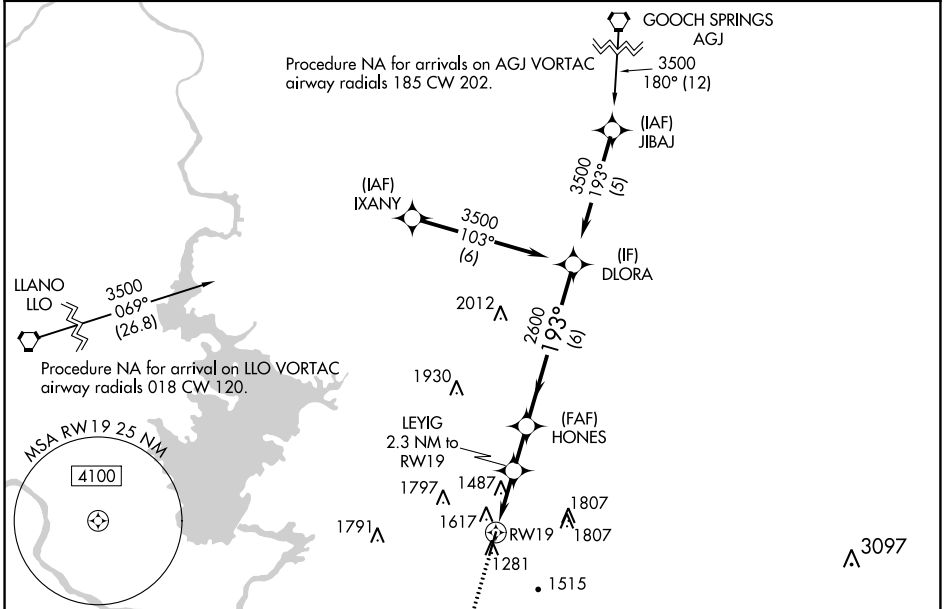 GOOCH SPRINGS
AGJ
Procedure NA for arrivals on AGJ VORTAC
airway radials 185 CW 202.
3500
180° (12)
(IAF)
JIBAJ
3500
193°
(5)
(IAF)
IXANY
3500
103°
(6)
(IF)
DLORA
LLANO
LLO
3500
069°
(26.8)
2012
2600
193°
(6)
Procedure NA for arrival on LLO VORTAC
airway radials 018 CW 120.
1930
(FAF)
HONES
LEYIG
2.3 NM to
RW19
MSA RW19 25 NM
4100
1487
1797
1617
1807
1807
1791
RW19
1281
3097
1515